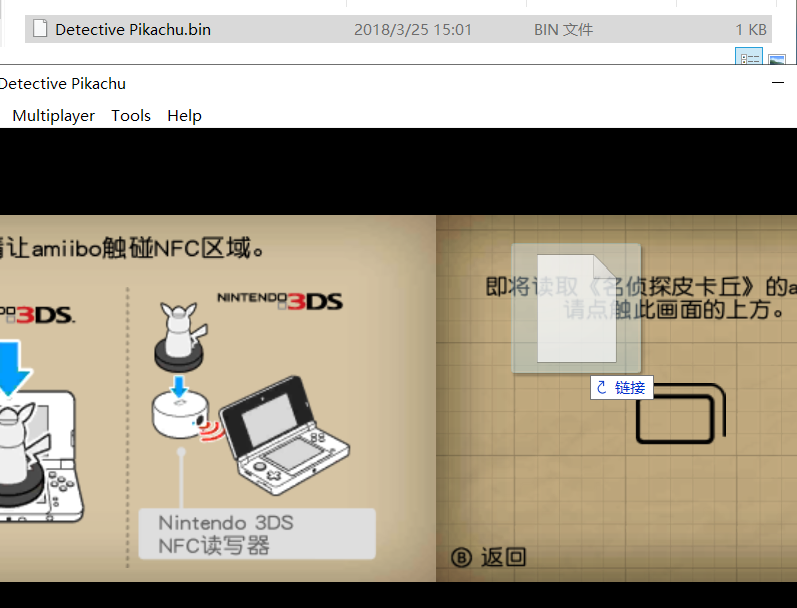 Detective Pikachu.bin 2018/3/25 15:01 BIN 文件 1 KB
Detective Pikachu
Multiplayer Tools Help
请让amiibo触碰NFC区域。
3DS.
NINTENDO3DS
Nintendo 3DS
NFC读写器
即将读取《名侦探皮卡丘》的a
请点触此画面的上方。
链接
Ⓑ 返回